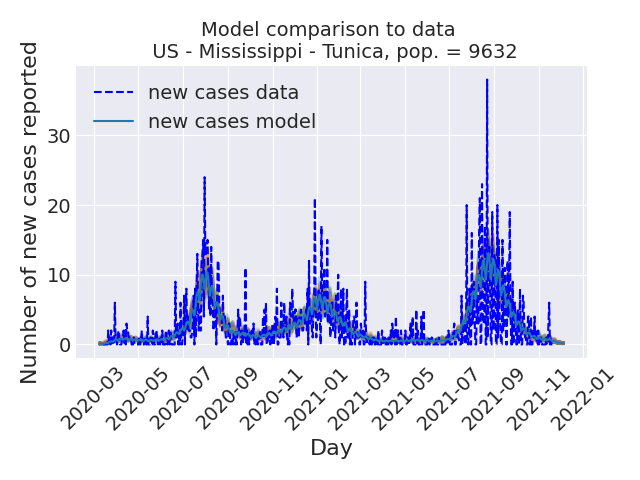 Model comparison to data
US - Mississippi - Tunica, pop. = 9632
Number of new cases reported
new cases data
new cases model
30
20
10
0
2020-03
2020-05
2020-07
2020-09
2020-11
2021-01
2021-03
2021-05
2021-07
2021-09
2021-11
2022-01
Day